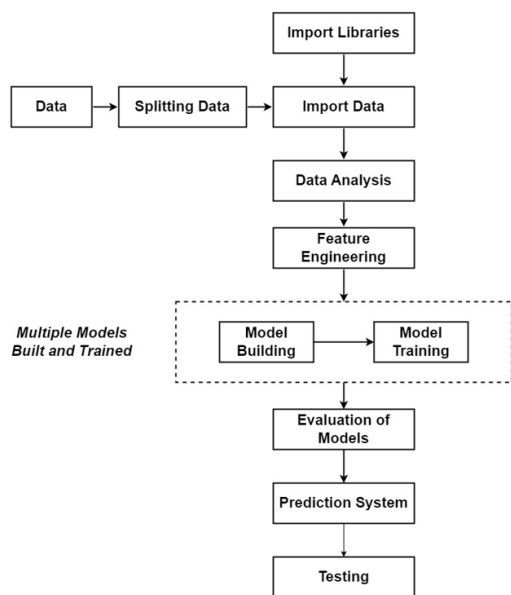 Import Libraries
Data
Splitting Data
Import Data
Data Analysis
Feature
Engineering
Multiple Models
Built and Trained
Model
Building
Model
Training
Evaluation of
Models
Prediction System
Testing